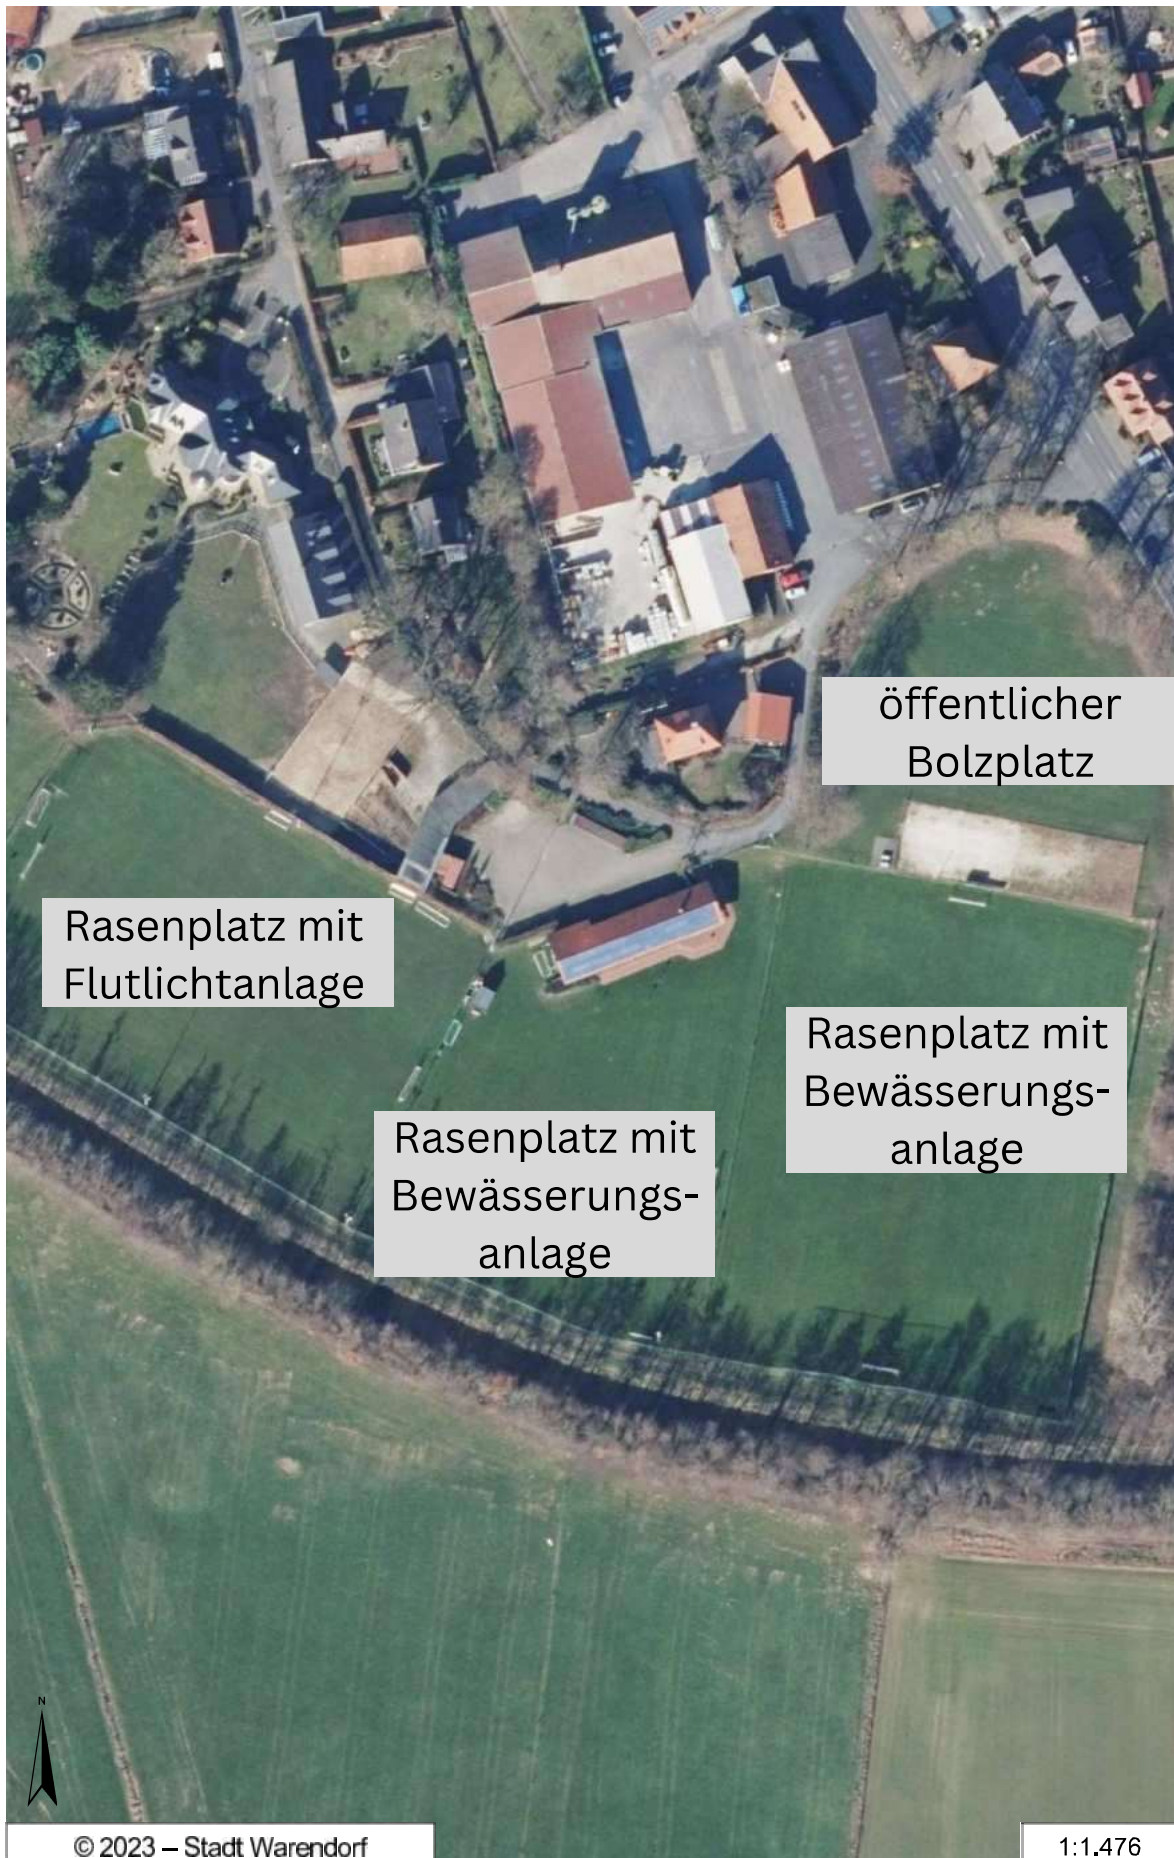 öffentlicher
Bolzplatz
Rasenplatz mit
Flutlichtanlage
Rasenplatz mit
Bewässerungs-
anlage
Rasenplatz mit
Bewässerungs-
anlage
N
© 2023 – Stadt Warendorf
1:1.476